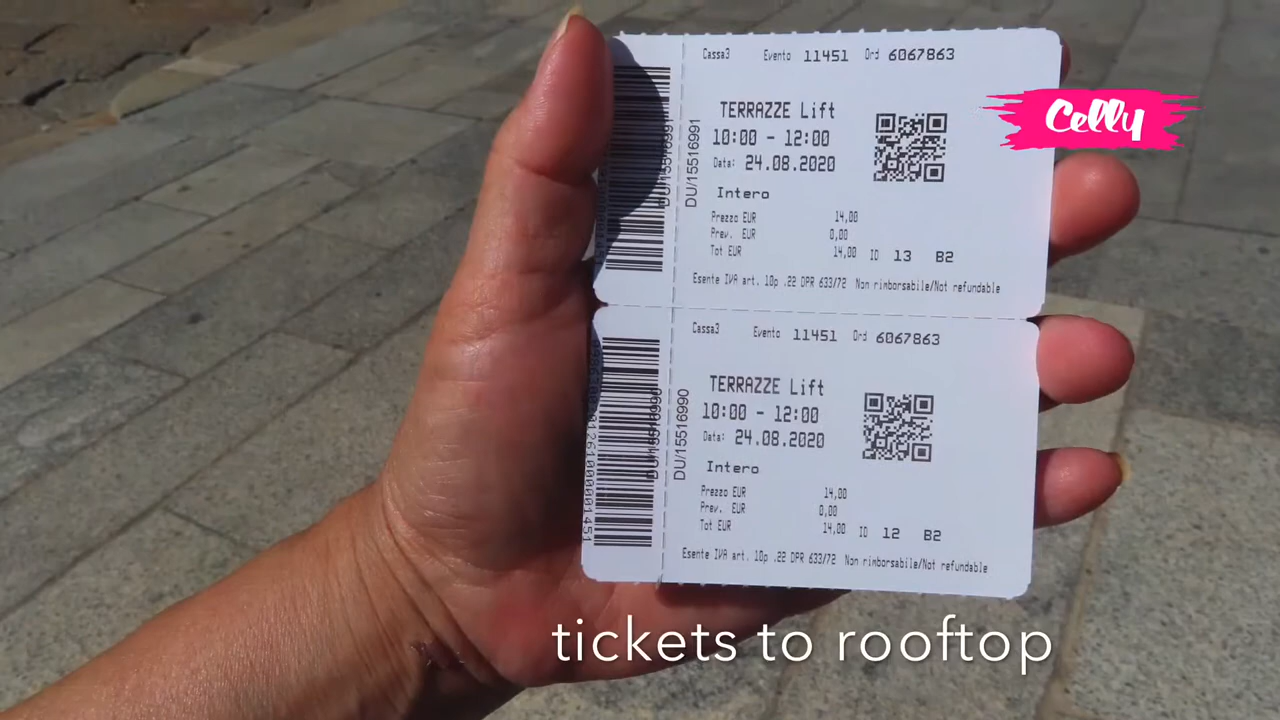 Cassa3 Evento 11451 Ord 6067863
TERRAZZE Lift
10:00 - 12:00
Data: 24.08.2020
Intero
Prezzo EUR 14,00
Prev. EUR 0,00
Tot EUR 14,00 ID 13 B2
Esente IVA art. 10p .22 DPR 633/72 Non rimborsabile/Not refundable
DU/15516991
DU/15516991
Celly
Cassa3 Evento 11451 Ord 6067863
TERRAZZE Lift
10:00 - 12:00
Data: 24.08.2020
Intero
Prezzo EUR 14,00
Prev. EUR 0,00
Tot EUR 14,00 ID 12 B2
Esente IVA art. 10p .22 DPR 633/72 Non rimborsabile/Not refundable
DU/15516990
DU/15516990
tickets to rooftop